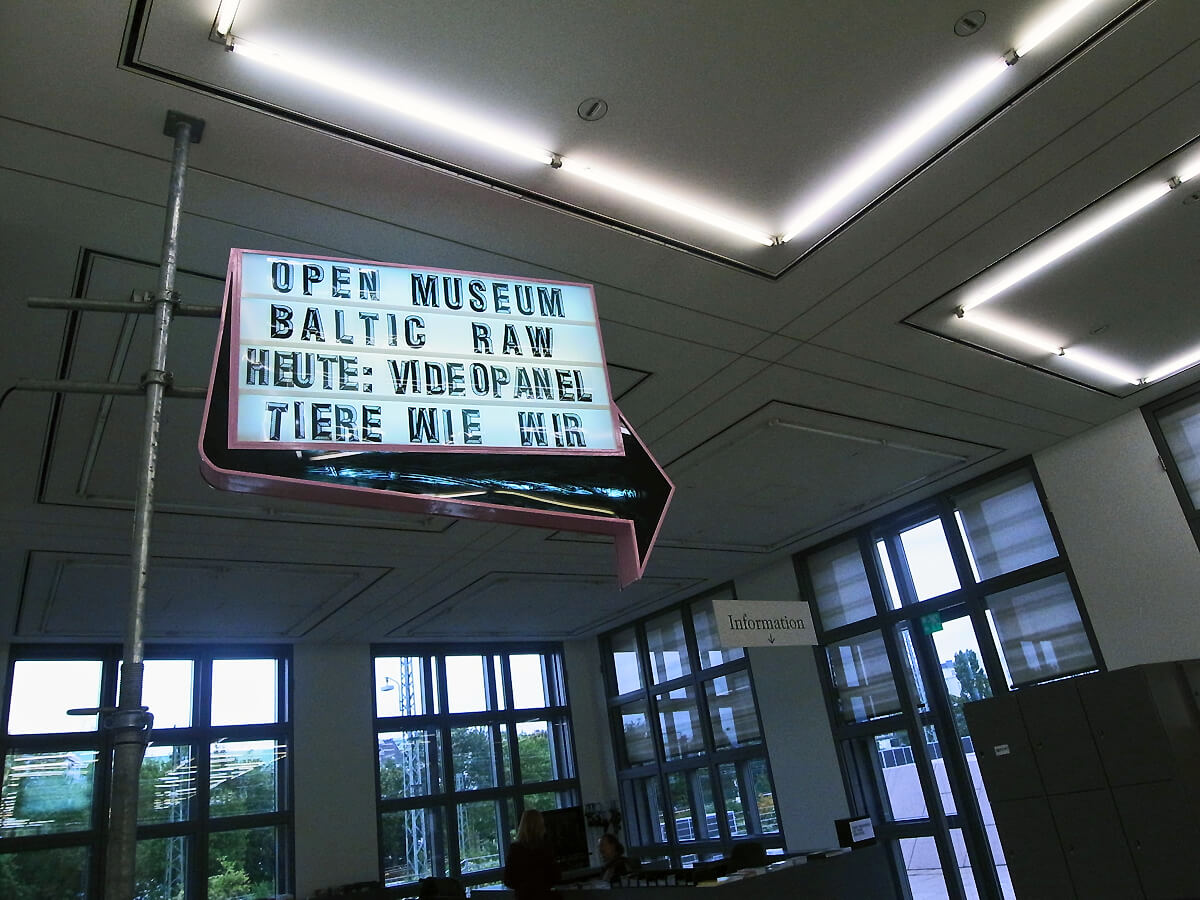 OPEN MUSEUM
BALTIC RAW
HEUTE: VIDEOPANEL
TIERE WIE WIR
Information
↓